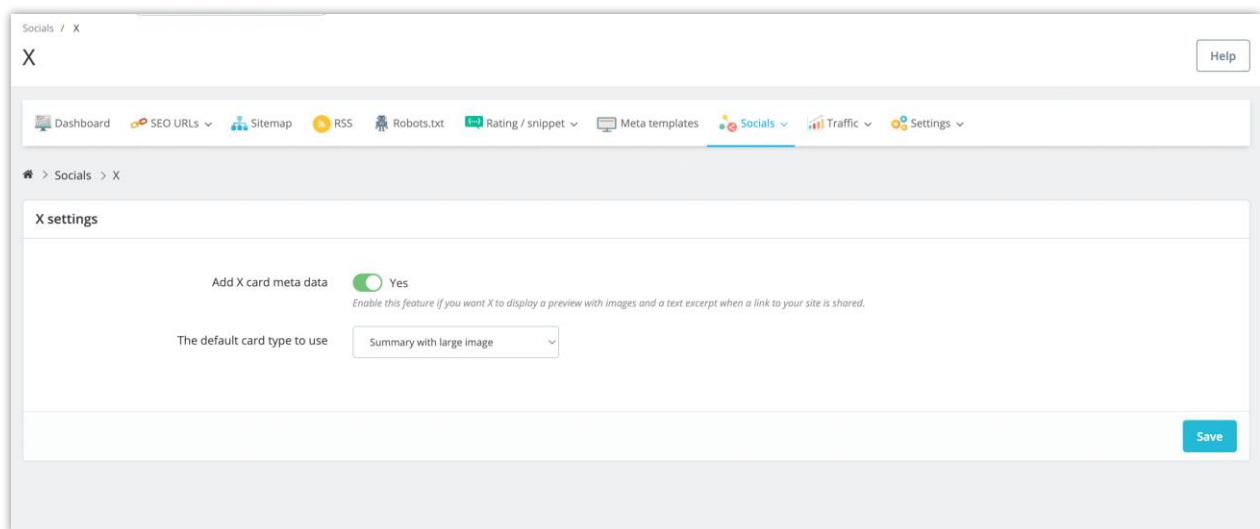 Socials / X
X
Help
Dashboard SEO URLs Sitemap RSS Robots.txt Rating / snippet Meta templates Socials Traffic Settings
> Socials > X
X settings
Add X card meta data Yes
Enable this feature if you want X to display a preview with images and a text excerpt when a link to your site is shared.
The default card type to use Summary with large image
Save